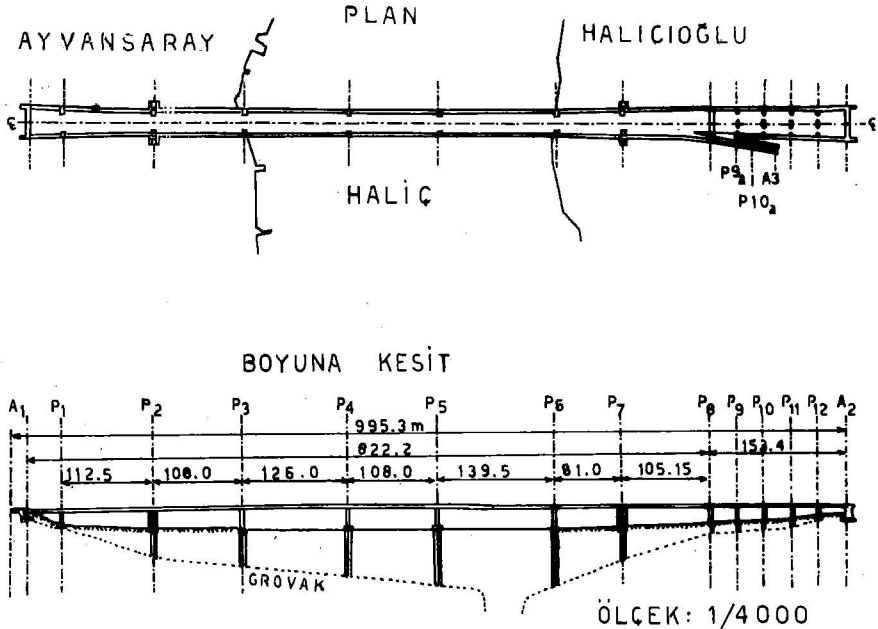 PLAN
AYVANSARAY HALIÇIOĞLU
℄ ℄
P9a A3
P10a
HALİÇ
BOYUNA KESİT
A1 P1 P2 P3 P4 P5 P6 P7 P8 P9 P10 P11 P12 A2
995.3 m
822.2 153.4
112.5 108.0 126.0 108.0 139.5 81.0 105.15
GROVAK
ÖLÇEK: 1/4000